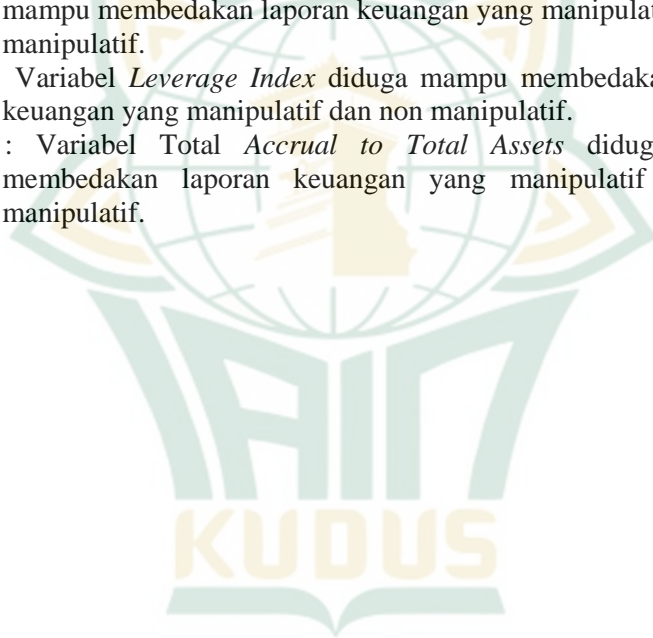 mampu membedakan laporan keuangan yang manipulat
manipulatif.
Variabel Leverage Index diduga mampu membedaka
keuangan yang manipulatif dan non manipulatif.
: Variabel Total Accrual to Total Assets didug
membedakan laporan keuangan yang manipulatif
manipulatif.
IAIN
KUDUS